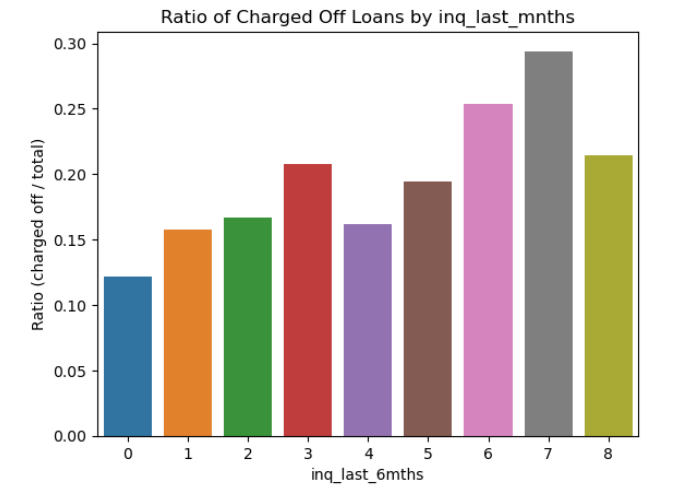 Ratio of Charged Off Loans by inq_last_mnths
Ratio (charged off / total)
0.30
0.25
0.20
0.15
0.10
0.05
0.00
0 1 2 3 4 5 6 7 8
inq_last_6mths